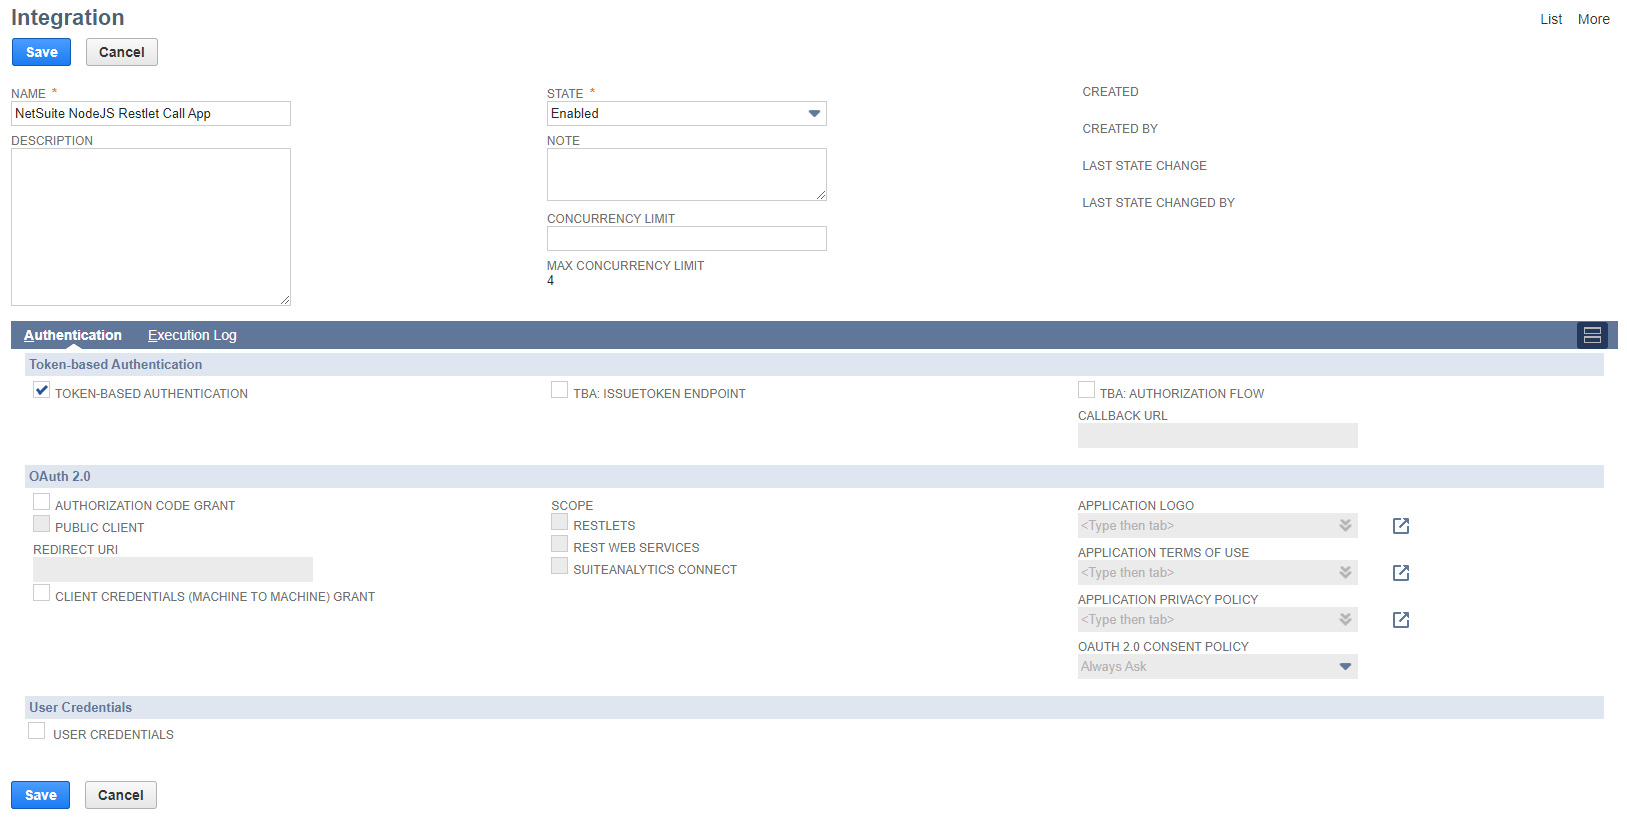 Integration
List More
Save Cancel
NAME *
NetSuite NodeJS Restlet Call App
DESCRIPTION
STATE *
Enabled
NOTE
CONCURRENCY LIMIT
MAX CONCURRENCY LIMIT
4
CREATED
CREATED BY
LAST STATE CHANGE
LAST STATE CHANGED BY
Authentication Execution Log
Token-based Authentication
TOKEN-BASED AUTHENTICATION
TBA: ISSUETOKEN ENDPOINT
TBA: AUTHORIZATION FLOW
CALLBACK URL
OAuth 2.0
AUTHORIZATION CODE GRANT
PUBLIC CLIENT
REDIRECT URI
CLIENT CREDENTIALS (MACHINE TO MACHINE) GRANT
SCOPE
RESTLETS
REST WEB SERVICES
SUITEANALYTICS CONNECT
APPLICATION LOGO
<Type then tab>
APPLICATION TERMS OF USE
<Type then tab>
APPLICATION PRIVACY POLICY
<Type then tab>
OAUTH 2.0 CONSENT POLICY
Always Ask
User Credentials
USER CREDENTIALS
Save Cancel